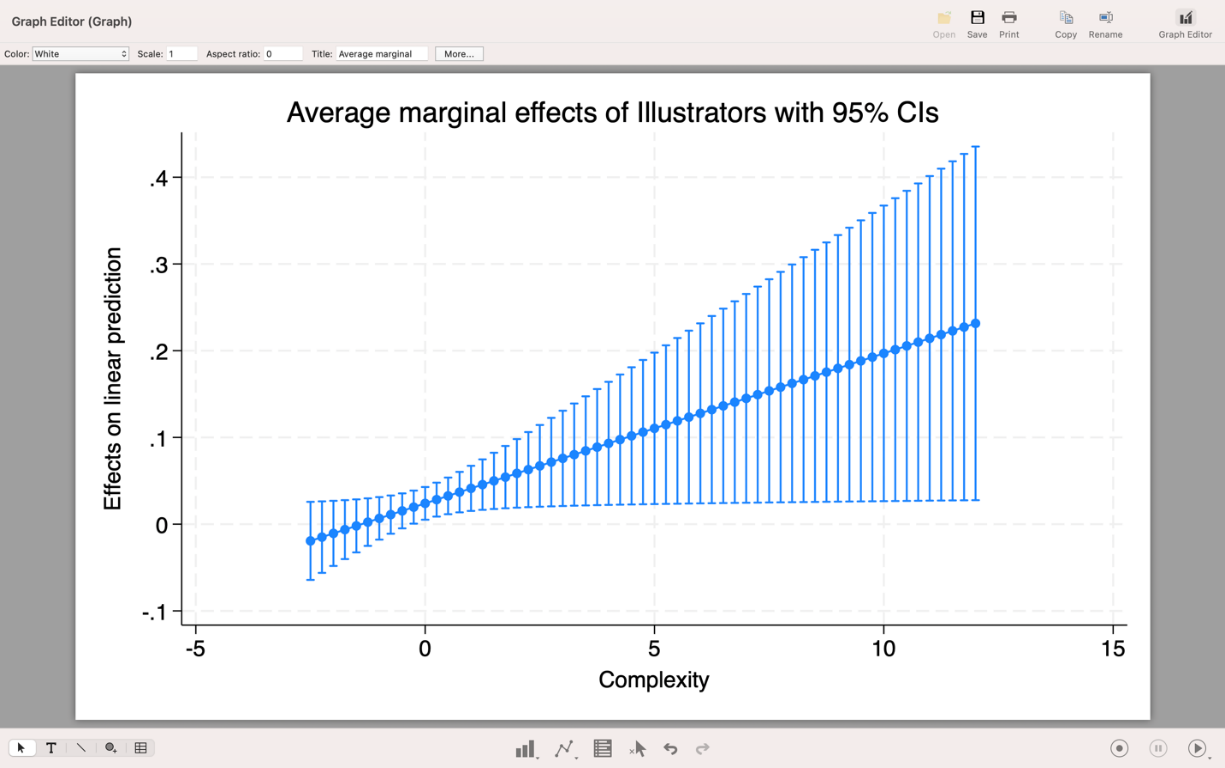 Graph Editor (Graph)
Open Save Print Copy Rename Graph Editor
Color: White Scale: 1 Aspect ratio: 0 Title: Average marginal More...
Average marginal effects of Illustrators with 95% CIs
Effects on linear prediction
.4
.3
.2
.1
0
-.1
-5 0 5 10 15
Complexity
T